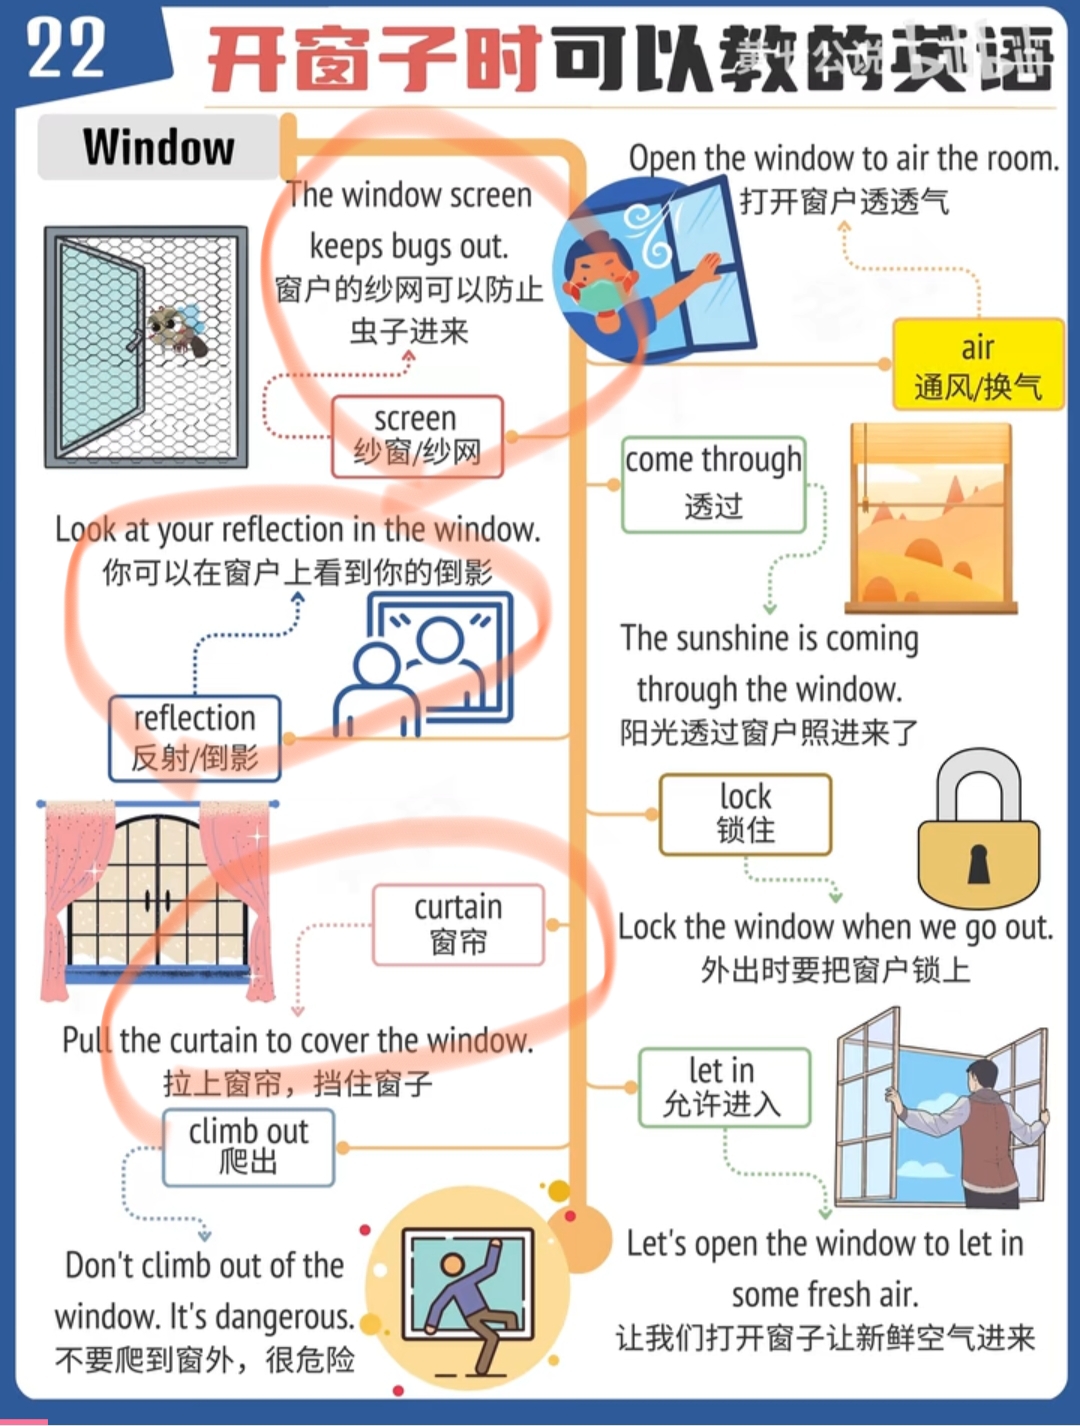 22
开窗子时可以教的英语
黄七公说
bilibili
Window
The window screen
keeps bugs out.
窗户的纱网可以防止
虫子进来
screen
纱窗/纱网
Look at your reflection in the window.
你可以在窗户上看到你的倒影
reflection
反射/倒影
curtain
窗帘
Pull the curtain to cover the window.
拉上窗帘，挡住窗子
climb out
爬出
Don't climb out of the
window. It's dangerous.
不要爬到窗外，很危险
Open the window to air the room.
打开窗户透透气
air
通风/换气
come through
透过
The sunshine is coming
through the window.
阳光透过窗户照进来了
lock
锁住
Lock the window when we go out.
外出时要把窗户锁上
let in
允许进入
Let's open the window to let in
some fresh air.
让我们打开窗子让新鲜空气进来